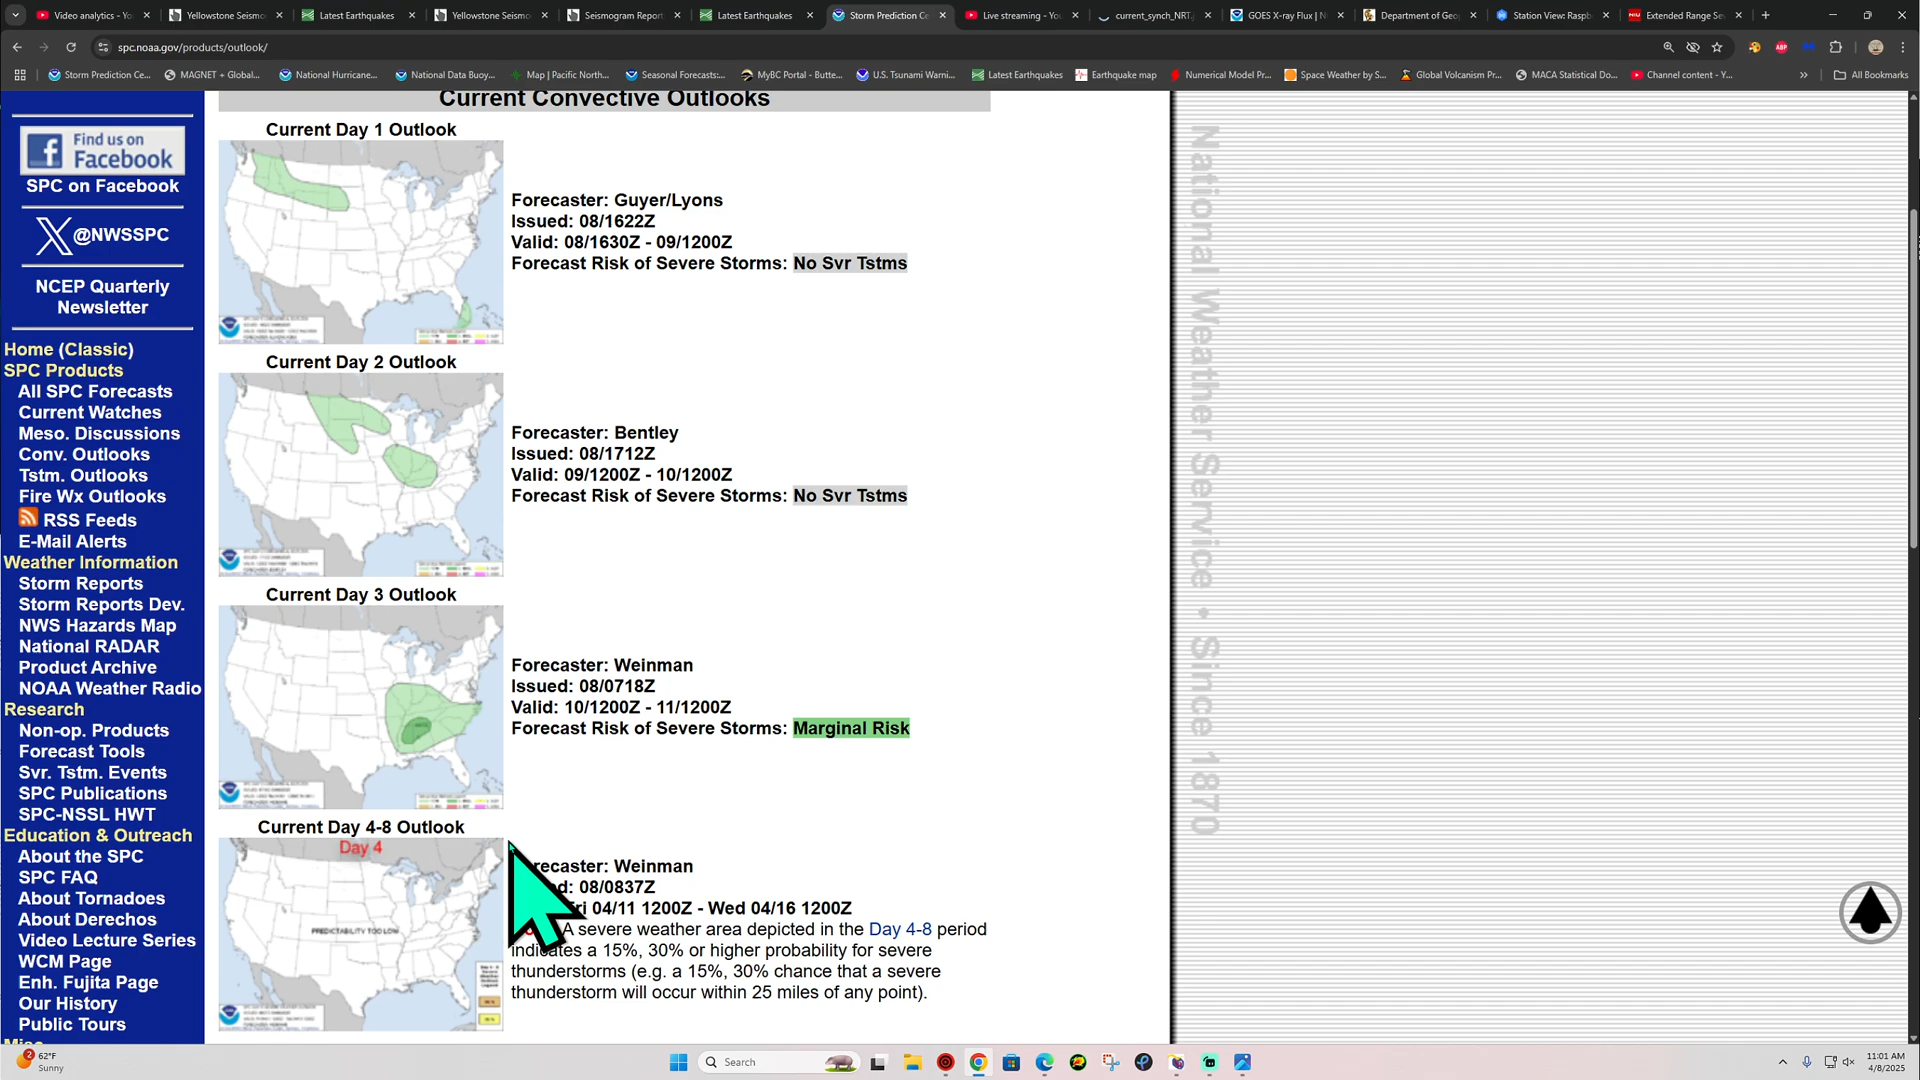 Video analytics - You
Yellowstone Seismo
Latest Earthquakes
Yellowstone Seismo
Seismogram Report
Latest Earthquakes
Storm Prediction Ce
Live streaming - You
current_synch_NRT
GOES X-ray Flux | N
Department of Geo
Station View: Raspb
NIU
Extended Range Se
spc.noaa.gov/products/outlook/
ABP
Storm Prediction Ce...
MAGNET + Global...
National Hurricane...
National Data Buoy...
Map | Pacific North...
Seasonal Forecasts:...
MyBC Portal - Butte...
U.S. Tsunami Warni...
Latest Earthquakes
Earthquake map
Numerical Model Pr...
Space Weather by S...
Global Volcanism Pr...
MACA Statistical Do...
Channel content - Y...
All Bookmarks
Find us on
Facebook
SPC on Facebook
@NWSSPC
NCEP Quarterly
Newsletter
Home (Classic)
SPC Products
All SPC Forecasts
Current Watches
Meso. Discussions
Conv. Outlooks
Tstm. Outlooks
Fire Wx Outlooks
RSS Feeds
E-Mail Alerts
Weather Information
Storm Reports
Storm Reports Dev.
NWS Hazards Map
National RADAR
Product Archive
NOAA Weather Radio
Research
Non-op. Products
Forecast Tools
Svr. Tstm. Events
SPC Publications
SPC-NSSL HWT
Education & Outreach
About the SPC
SPC FAQ
About Tornadoes
About Derechos
Video Lecture Series
WCM Page
Enh. Fujita Page
Our History
Public Tours
Current Convective Outlooks
Current Day 1 Outlook
Forecaster: Guyer/Lyons
Issued: 08/1622Z
Valid: 08/1630Z - 09/1200Z
Forecast Risk of Severe Storms: No Svr Tstms
Current Day 2 Outlook
Forecaster: Bentley
Issued: 08/1712Z
Valid: 09/1200Z - 10/1200Z
Forecast Risk of Severe Storms: No Svr Tstms
Current Day 3 Outlook
Forecaster: Weinman
Issued: 08/0718Z
Valid: 10/1200Z - 11/1200Z
Forecast Risk of Severe Storms: Marginal Risk
Current Day 4-8 Outlook
Day 4
PREDICTABILITY TOO LOW
recaster: Weinman
d: 08/0837Z
ri 04/11 1200Z - Wed 04/16 1200Z
A severe weather area depicted in the Day 4-8 period
indicates a 15%, 30% or higher probability for severe
thunderstorms (e.g. a 15%, 30% chance that a severe
thunderstorm will occur within 25 miles of any point).
National Weather Service • Since 1870
2
62°F
Sunny
Search
11:01 AM
4/8/2025